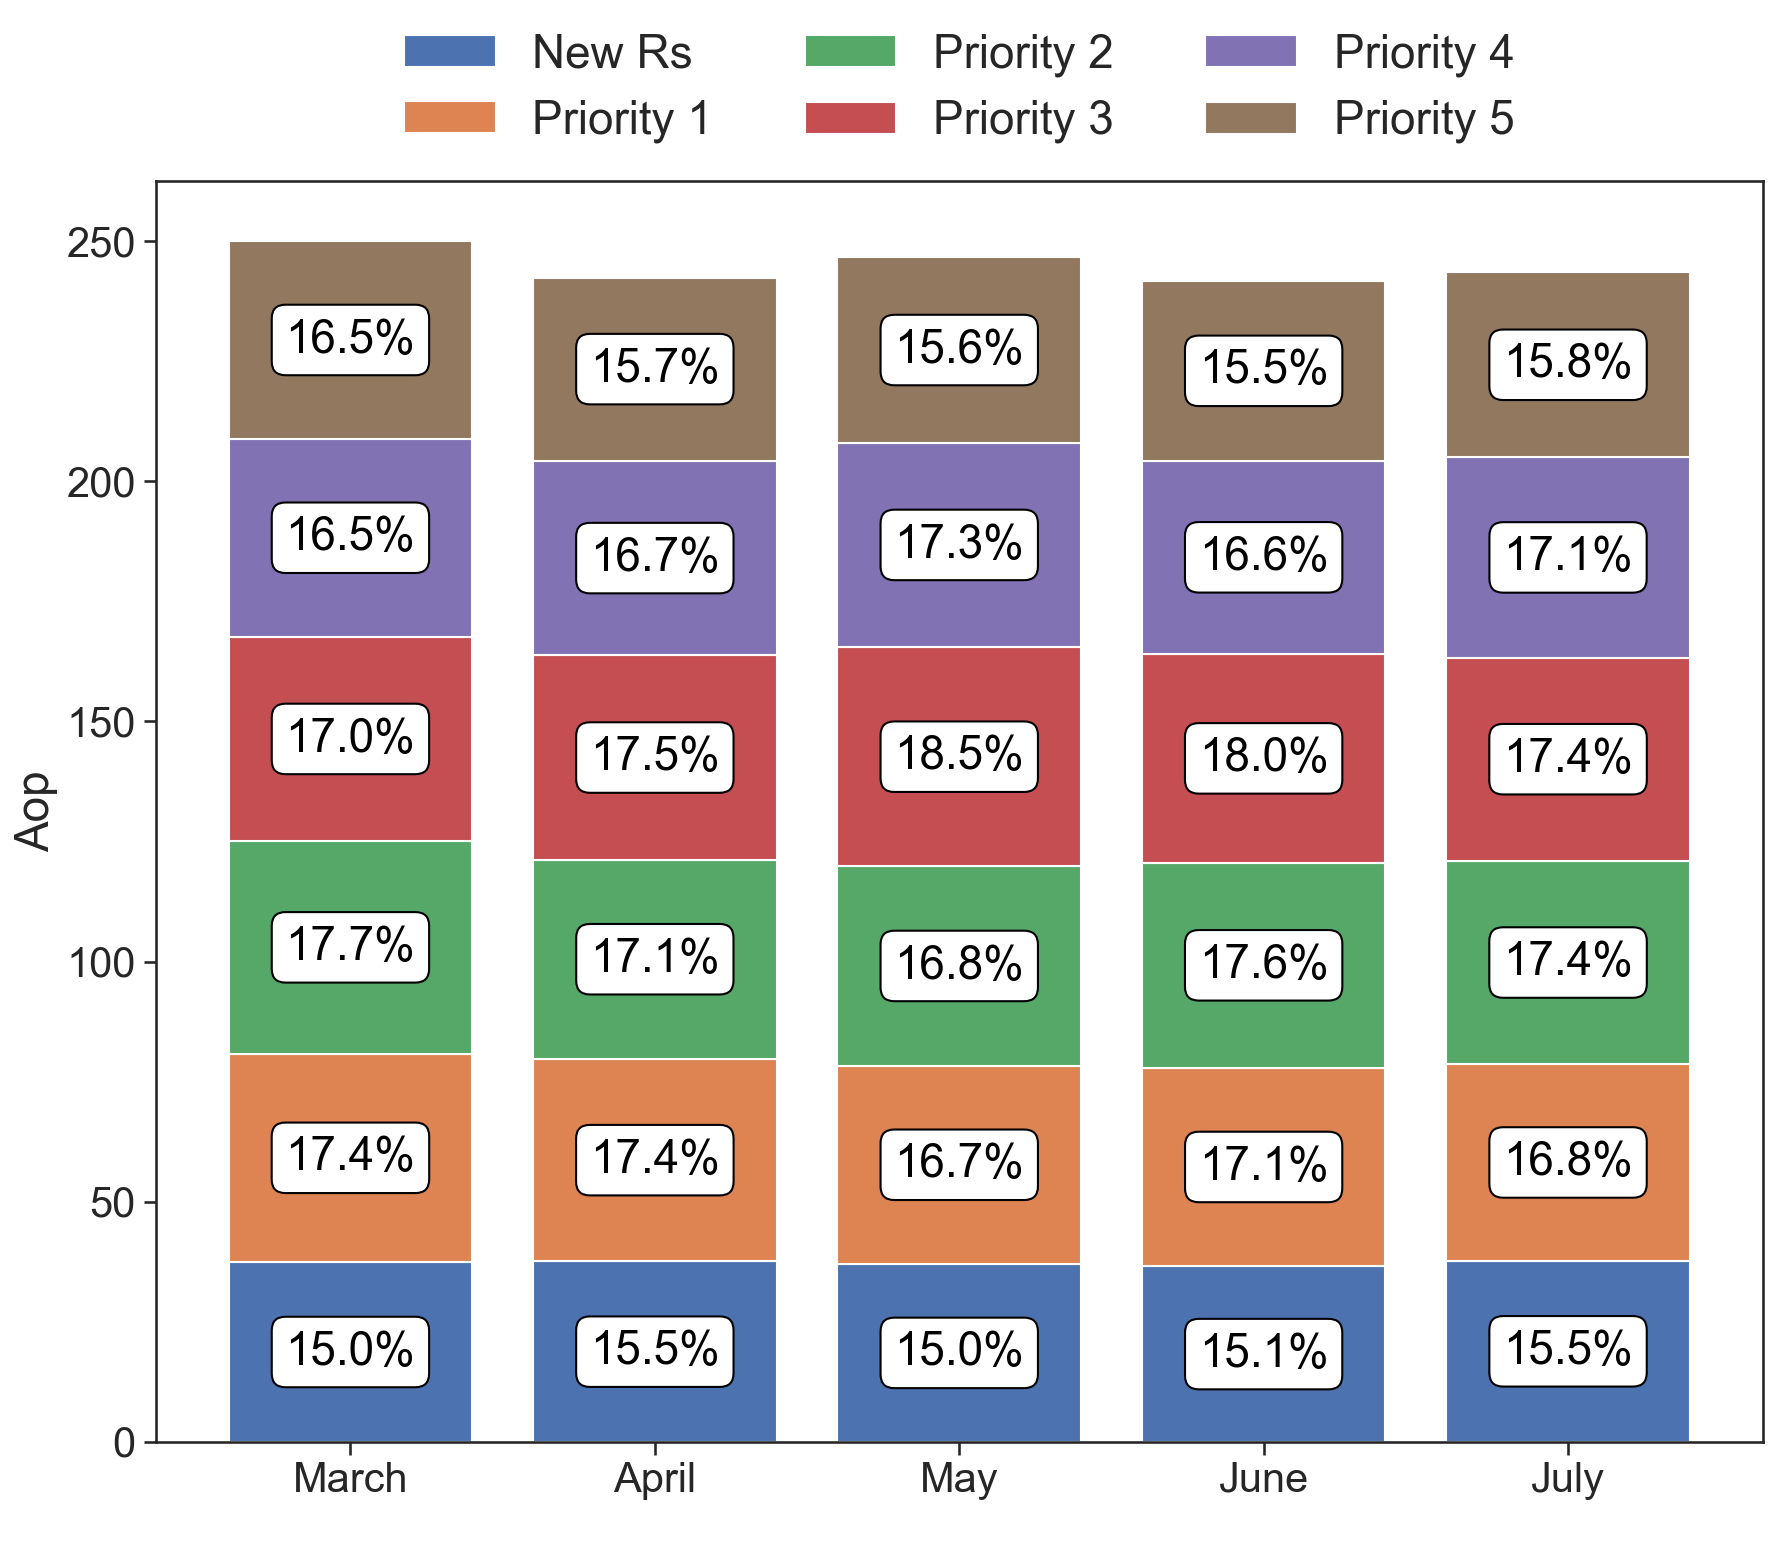 New Rs Priority 2 Priority 4
Priority 1 Priority 3 Priority 5
Aop
250
200
150
100
50
0
16.5% 15.7% 15.6% 15.5% 15.8%
16.5% 16.7% 17.3% 16.6% 17.1%
17.0% 17.5% 18.5% 18.0% 17.4%
17.7% 17.1% 16.8% 17.6% 17.4%
17.4% 17.4% 16.7% 17.1% 16.8%
15.0% 15.5% 15.0% 15.1% 15.5%
March April May June July